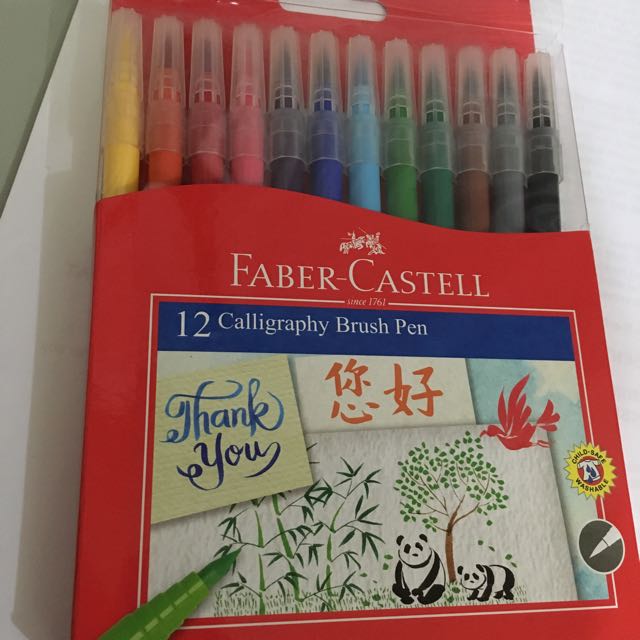 FABER-CASTELL
since 1761
12 Calligraphy Brush Pen
Thank
You
您好
CHILD-SAFE
WASHABLE